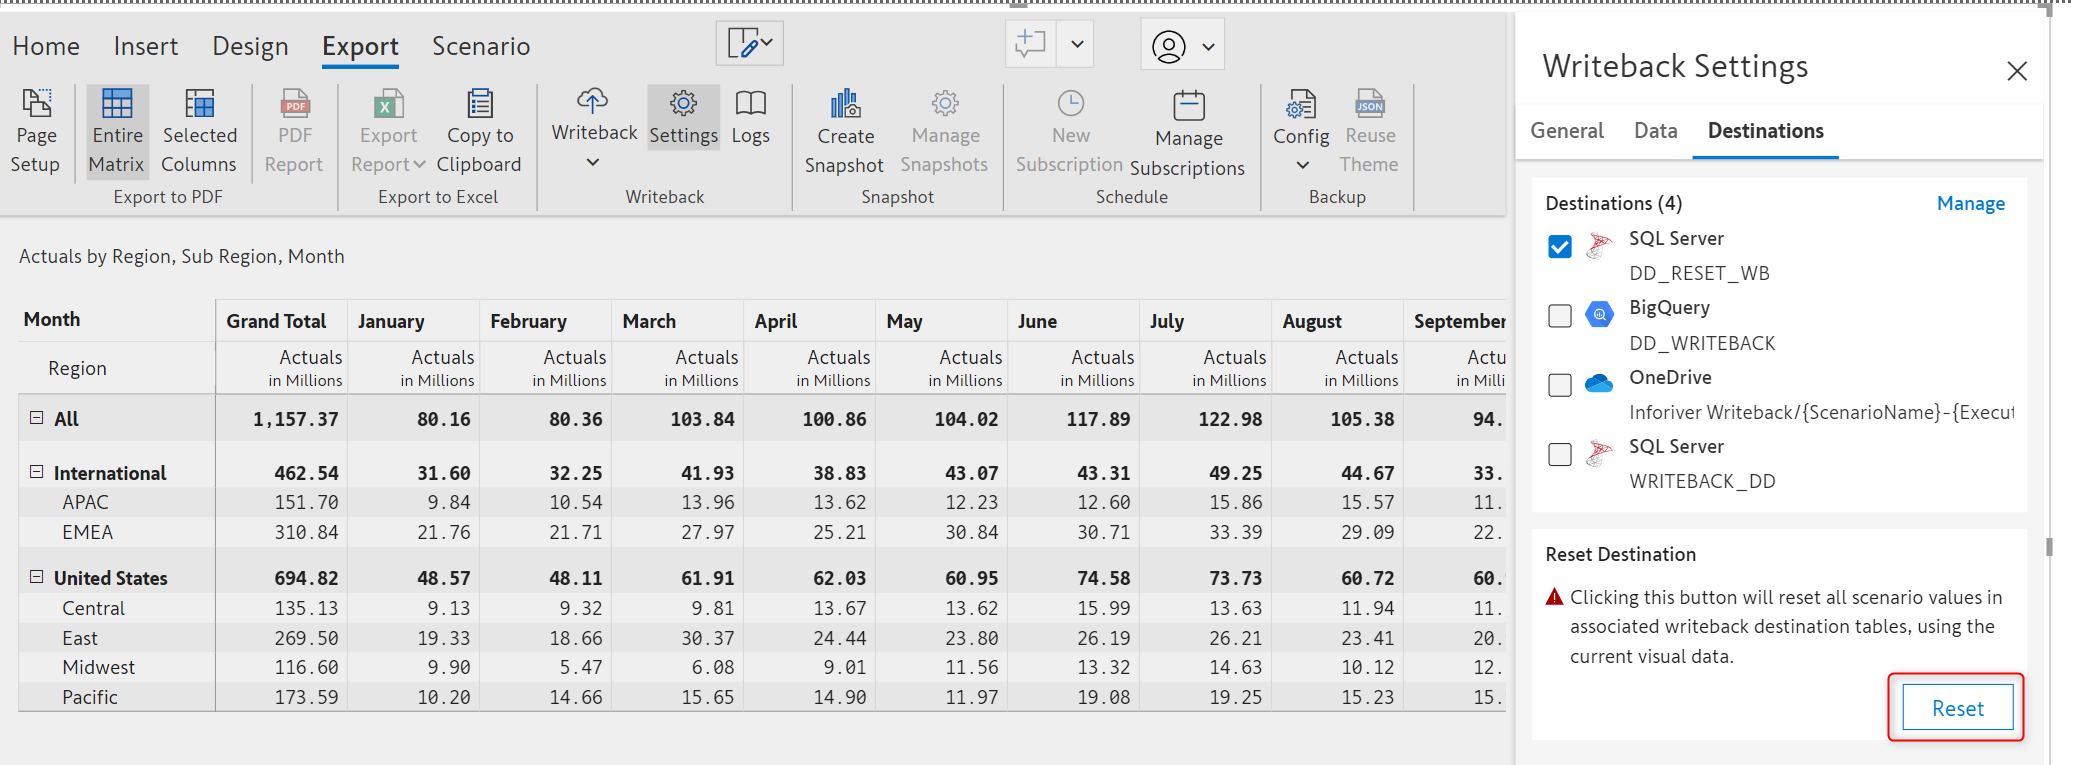 Home Insert Design Export Scenario
Page Setup
Entire Matrix
Selected Columns
Export to PDF
PDF Report
Export Report
Copy to Clipboard
Export to Excel
Writeback
Settings
Logs
Writeback
Create Snapshot
Manage Snapshots
Snapshot
New Subscription
Manage Subscriptions
Schedule
Config
JSON
Reuse Theme
Backup
Actuals by Region, Sub Region, Month
Month Grand Total January February March April May June July August September
Region Actuals Actuals Actuals Actuals Actuals Actuals Actuals Actuals Actuals Actu
in Millions in Millions in Millions in Millions in Millions in Millions in Millions in Millions in Millions in Milli
All 1,157.37 80.16 80.36 103.84 100.86 104.02 117.89 122.98 105.38 94.
International 462.54 31.60 32.25 41.93 38.83 43.07 43.31 49.25 44.67 33.
APAC 151.70 9.84 10.54 13.96 13.62 12.23 12.60 15.86 15.57 11.
EMEA 310.84 21.76 21.71 27.97 25.21 30.84 30.71 33.39 29.09 22.
United States 694.82 48.57 48.11 61.91 62.03 60.95 74.58 73.73 60.72 60.
Central 135.13 9.13 9.32 9.81 13.67 13.62 15.99 13.63 11.94 11.
East 269.50 19.33 18.66 30.37 24.44 23.80 26.19 26.21 23.41 20.
Midwest 116.60 9.90 5.47 6.08 9.01 11.56 13.32 14.63 10.12 12.
Pacific 173.59 10.20 14.66 15.65 14.90 11.97 19.08 19.25 15.23 15.
Writeback Settings
General Data Destinations
Destinations (4) Manage
SQL Server
DD_RESET_WB
BigQuery
DD_WRITEBACK
OneDrive
Inforiver Writeback/{ScenarioName}-{Execut
SQL Server
WRITEBACK_DD
Reset Destination
Clicking this button will reset all scenario values in
associated writeback destination tables, using the
current visual data.
Reset